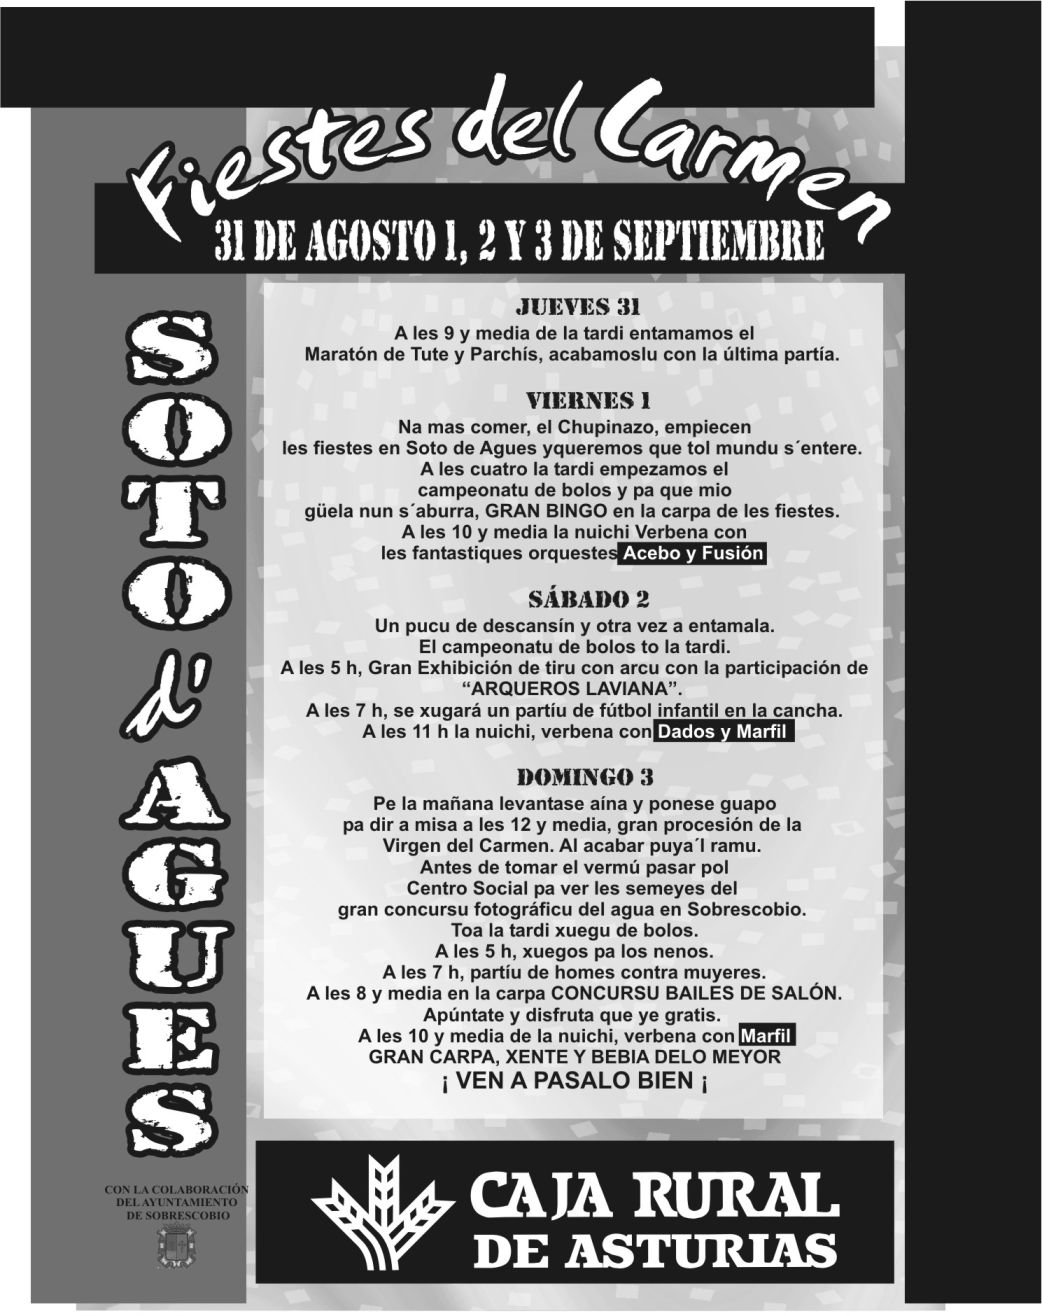 Fiestes del Carmen
31 DE AGOSTO 1, 2 Y 3 DE SEPTIEMBRE
SOTO d' AGUES
JUEVES 31
A les 9 y media de la tardi entamamos el
Maratón de Tute y Parchís, acabamoslu con la última partía.
VIERNES 1
Na mas comer, el Chupinazo, empiecen
les fiestes en Soto de Agues yqueremos que tol mundu s´entere.
A les cuatro la tardi empezamos el
campeonatu de bolos y pa que mio
güela nun s´aburra, GRAN BINGO en la carpa de les fiestes.
A les 10 y media la nuichi Verbena con
les fantastiques orquestes Acebo y Fusión
SÁBADO 2
Un pucu de descansín y otra vez a entamala.
El campeonatu de bolos to la tardi.
A les 5 h, Gran Exhibición de tiru con arcu con la participación de
“ARQUEROS LAVIANA”.
A les 7 h, se xugará un partíu de fútbol infantil en la cancha.
A les 11 h la nuichi, verbena con Dados y Marfil
DOMINGO 3
Pe la mañana levantase aína y ponese guapo
pa dir a misa a les 12 y media, gran procesión de la
Virgen del Carmen. Al acabar puya´l ramu.
Antes de tomar el vermú pasar pol
Centro Social pa ver les semeyes del
gran concursu fotográficu del agua en Sobrescobio.
Toa la tardi xuegu de bolos.
A les 5 h, xuegos pa los nenos.
A les 7 h, partíu de homes contra muyeres.
A les 8 y media en la carpa CONCURSU BAILES DE SALÓN.
Apúntate y disfruta que ye gratis.
A les 10 y media de la nuichi, verbena con Marfil
GRAN CARPA, XENTE Y BEBIA DELO MEYOR
¡ VEN A PASALO BIEN ¡
CON LA COLABORACIÓN
DEL AYUNTAMIENTO
DE SOBRESCOBIO
CAJA RURAL
DE ASTURIAS